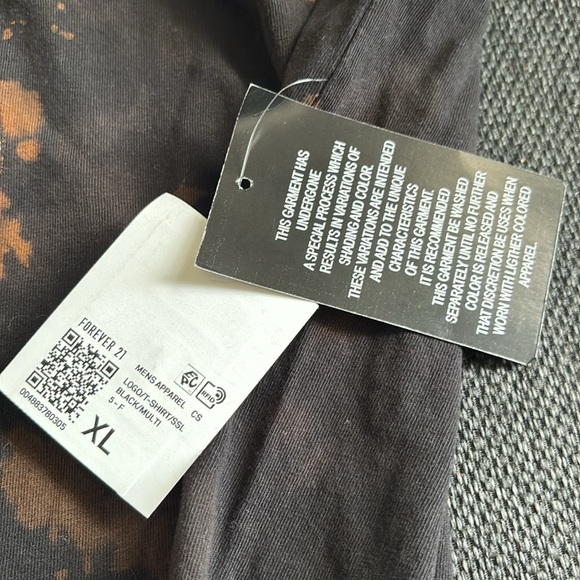 THIS GARMENT HAS
UNDERGONE
A SPECIAL PROCESS WHICH
RESULTS IN VARIATIONS OF
SHADING AND COLOR.
THESE VARIATIONS ARE INTENDED
AND ADD TO THE UNIQUE
CHARACTERISTICS
OF THIS GARMENT.
IT IS RECOMMENDED
THIS GARMENT BE WASHED
SEPARATELY UNTIL NO FURTHER
COLOR IS RELEASED AND
THAT DISCRETION BE USES WHEN
WORN WITH LIGTHER COLORED
APPAREL.
FOREVER 21
MENS APPAREL CS
LOGO/T-SHIRT/SSL
BLACK/MULTI
5 - F
XL
004883780305
RFID